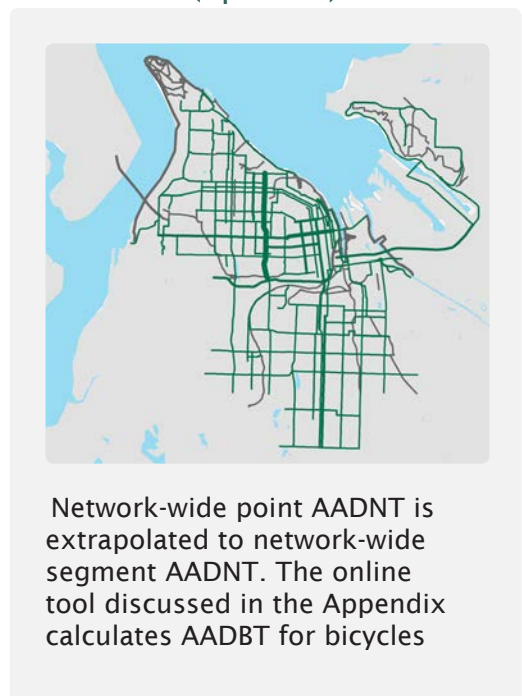 Network-wide point AADNT is
extrapolated to network-wide
segment AADNT. The online
tool discussed in the Appendix
calculates AADBT for bicycles